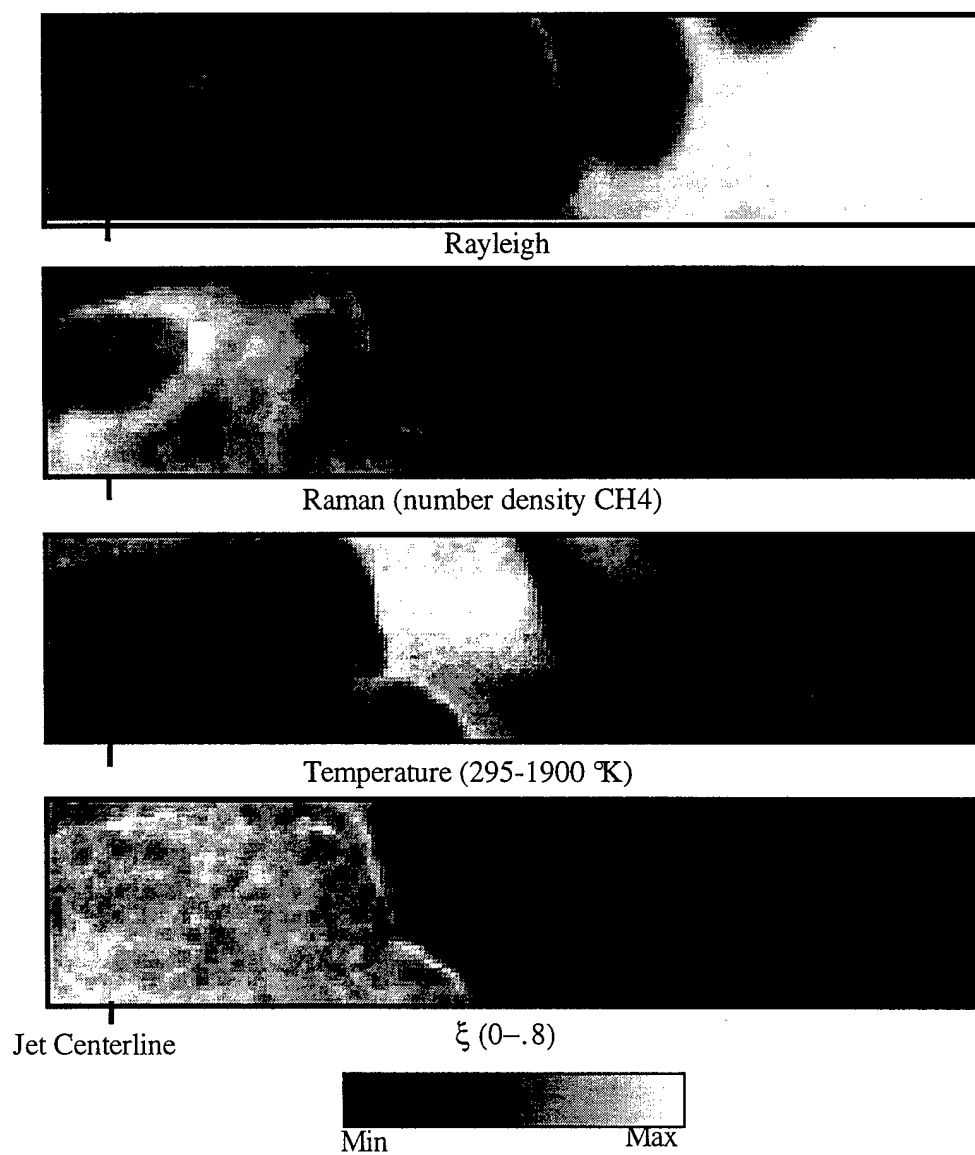 Rayleigh
Raman (number density CH4)
Temperature (295-1900 °K)
Jet Centerline
ξ (0–.8)
Min Max